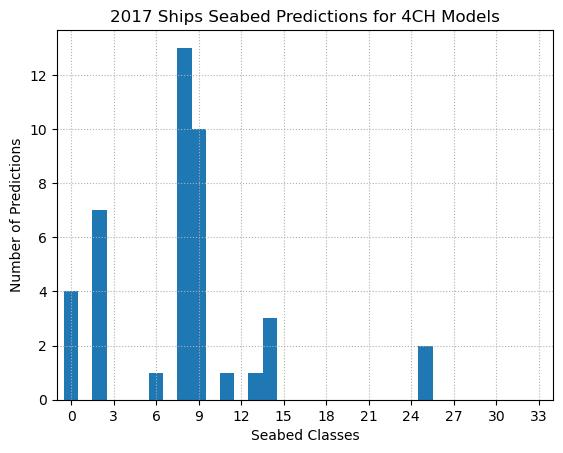 2017 Ships Seabed Predictions for 4CH Models
Number of Predictions
12
10
8
6
4
2
0
0 3 6 9 12 15 18 21 24 27 30 33
Seabed Classes